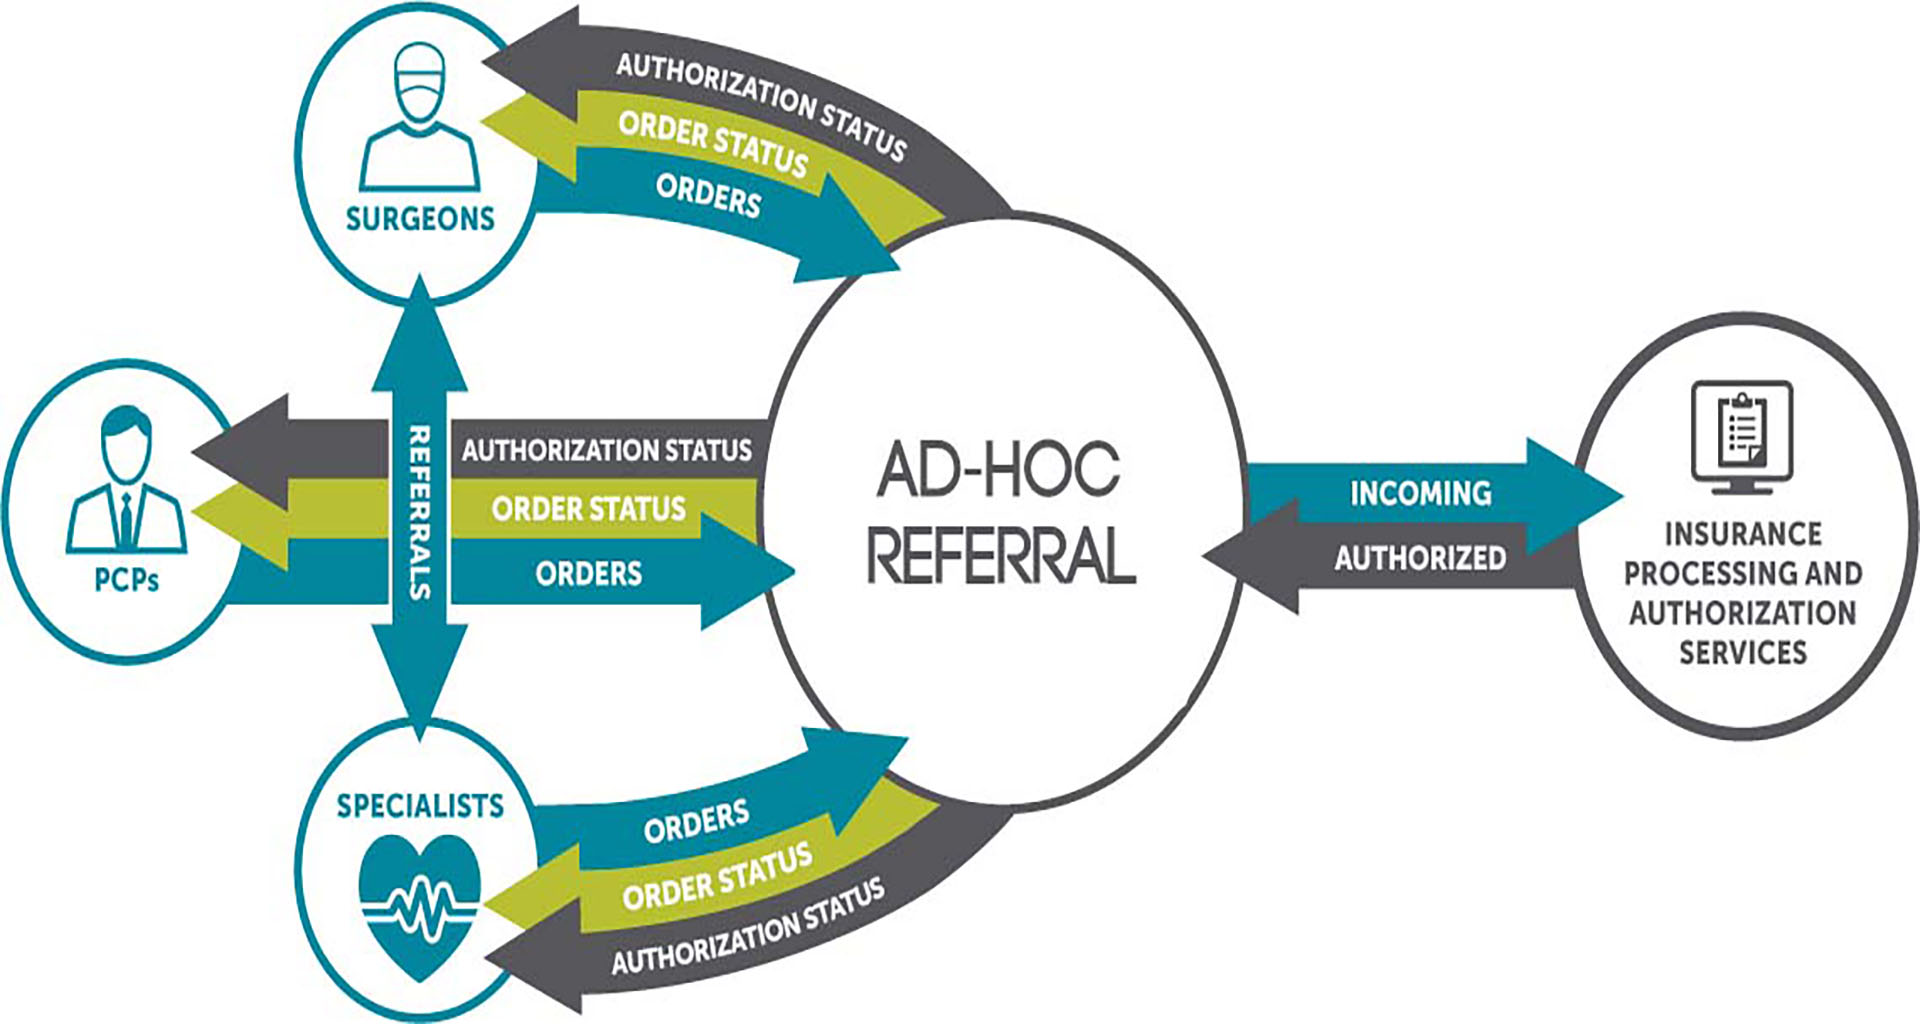 AUTHORIZATION STATUS
ORDER STATUS
ORDERS
SURGEONS
REFERRALS
AUTHORIZATION STATUS
ORDER STATUS
ORDERS
PCPs
AD-HOC
REFERRAL
INCOMING
AUTHORIZED
INSURANCE
PROCESSING AND
AUTHORIZATION
SERVICES
SPECIALISTS
ORDERS
ORDER STATUS
AUTHORIZATION STATUS